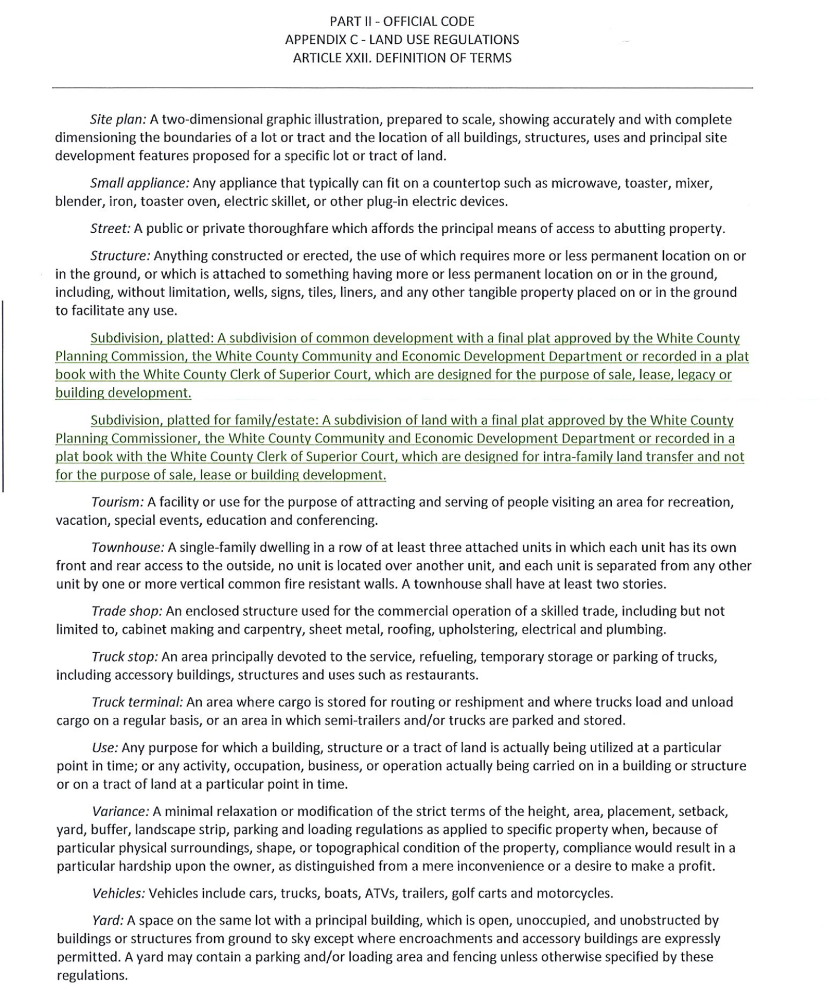 PART II - OFFICIAL CODE
APPENDIX C - LAND USE REGULATIONS
ARTICLE XXII. DEFINITION OF TERMS
Site plan: A two-dimensional graphic illustration, prepared to scale, showing accurately and with complete
dimensioning the boundaries of a lot or tract and the location of all buildings, structures, uses and principal site
development features proposed for a specific lot or tract of land.
Small appliance: Any appliance that typically can fit on a countertop such as microwave, toaster, mixer,
blender, iron, toaster oven, electric skillet, or other plug-in electric devices.
Street: A public or private thoroughfare which affords the principal means of access to abutting property.
Structure: Anything constructed or erected, the use of which requires more or less permanent location on or
in the ground, or which is attached to something having more or less permanent location on or in the ground,
including, without limitation, wells, signs, tiles, liners, and any other tangible property placed on or in the ground
to facilitate any use.
Subdivision, platted: A subdivision of common development with a final plat approved by the White County
Planning Commission, the White County Community and Economic Development Department or recorded in a plat
book with the White County Clerk of Superior Court, which are designed for the purpose of sale, lease, legacy or
building development.
Subdivision, platted for family/estate: A subdivision of land with a final plat approved by the White County
Planning Commissioner, the White County Community and Economic Development Department or recorded in a
plat book with the White County Clerk of Superior Court, which are designed for intra-family land transfer and not
for the purpose of sale, lease or building development.
Tourism: A facility or use for the purpose of attracting and serving of people visiting an area for recreation,
vacation, special events, education and conferencing.
Townhouse: A single-family dwelling in a row of at least three attached units in which each unit has its own
front and rear access to the outside, no unit is located over another unit, and each unit is separated from any other
unit by one or more vertical common fire resistant walls. A townhouse shall have at least two stories.
Trade shop: An enclosed structure used for the commercial operation of a skilled trade, including but not
limited to, cabinet making and carpentry, sheet metal, roofing, upholstering, electrical and plumbing.
Truck stop: An area principally devoted to the service, refueling, temporary storage or parking of trucks,
including accessory buildings, structures and uses such as restaurants.
Truck terminal: An area where cargo is stored for routing or reshipment and where trucks load and unload
cargo on a regular basis, or an area in which semi-trailers and/or trucks are parked and stored.
Use: Any purpose for which a building, structure or a tract of land is actually being utilized at a particular
point in time; or any activity, occupation, business, or operation actually being carried on in a building or structure
or on a tract of land at a particular point in time.
Variance: A minimal relaxation or modification of the strict terms of the height, area, placement, setback,
yard, buffer, landscape strip, parking and loading regulations as applied to specific property when, because of
particular physical surroundings, shape, or topographical condition of the property, compliance would result in a
particular hardship upon the owner, as distinguished from a mere inconvenience or a desire to make a profit.
Vehicles: Vehicles include cars, trucks, boats, ATVs, trailers, golf carts and motorcycles.
Yard: A space on the same lot with a principal building, which is open, unoccupied, and unobstructed by
buildings or structures from ground to sky except where encroachments and accessory buildings are expressly
permitted. A yard may contain a parking and/or loading area and fencing unless otherwise specified by these
regulations.